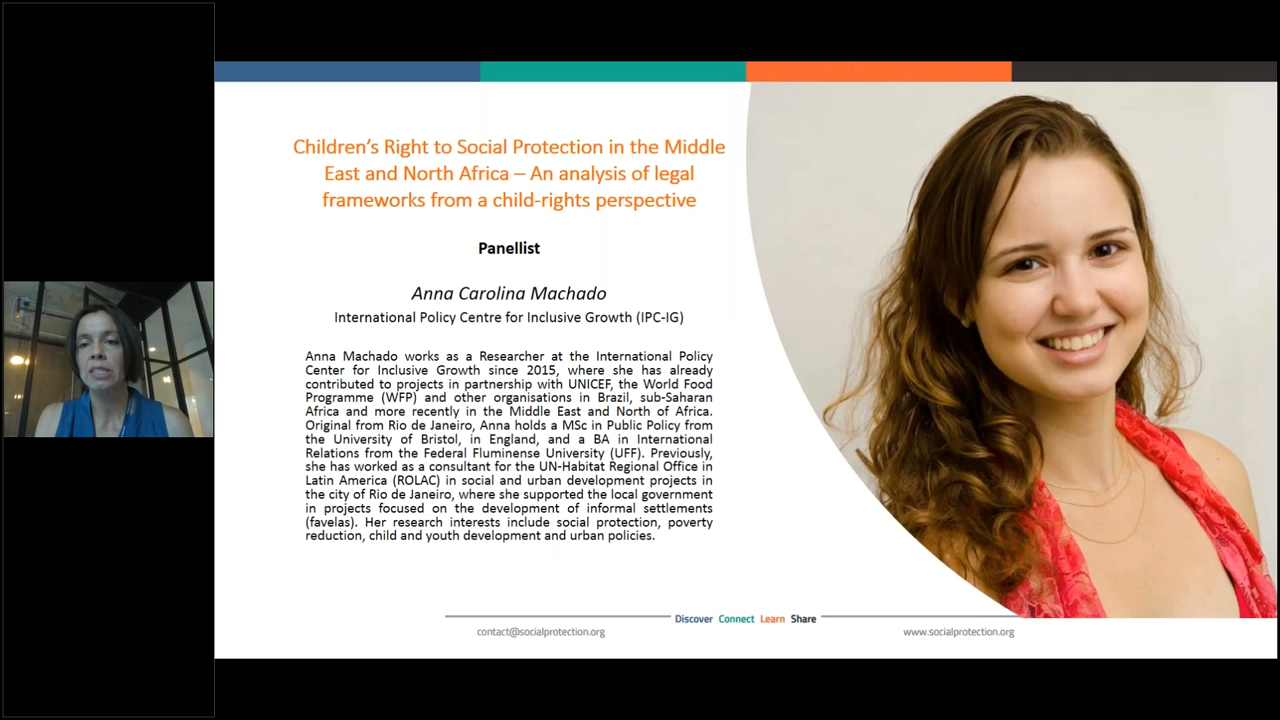 Children’s Right to Social Protection in the Middle
East and North Africa – An analysis of legal
frameworks from a child-rights perspective
Panellist
Anna Carolina Machado
International Policy Centre for Inclusive Growth (IPC-IG)
Anna Machado works as a Researcher at the International Policy
Center for Inclusive Growth since 2015, where she has already
contributed to projects in partnership with UNICEF, the World Food
Programme (WFP) and other organisations in Brazil, sub-Saharan
Africa and more recently in the Middle East and North of Africa.
Original from Rio de Janeiro, Anna holds a MSc in Public Policy from
the University of Bristol, in England, and a BA in International
Relations from the Federal Fluminense University (UFF). Previously,
she has worked as a consultant for the UN-Habitat Regional Office in
Latin America (ROLAC) in social and urban development projects in
the city of Rio de Janeiro, where she supported the local government
in projects focused on the development of informal settlements
(favelas). Her research interests include social protection, poverty
reduction, child and youth development and urban policies.
Discover Connect Learn Share
contact@socialprotection.org
www.socialprotection.org